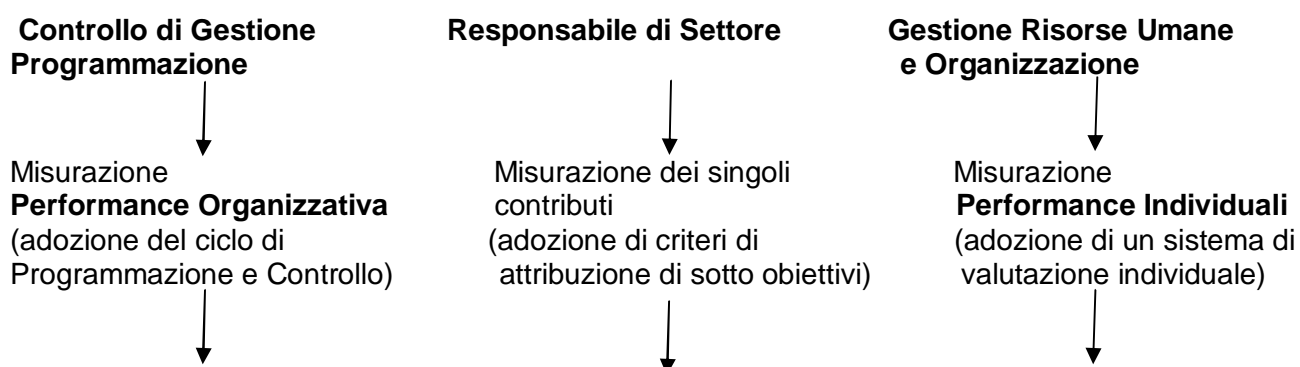 Controllo di Gestione
Programmazione
Responsabile di Settore
Gestione Risorse Umane
e Organizzazione
Misurazione
Performance Organizzativa
(adozione del ciclo di
Programmazione e Controllo)
Misurazione dei singoli
contributi
(adozione di criteri di
attribuzione di sotto obiettivi)
Misurazione
Performance Individuali
(adozione di un sistema di
valutazione individuale)